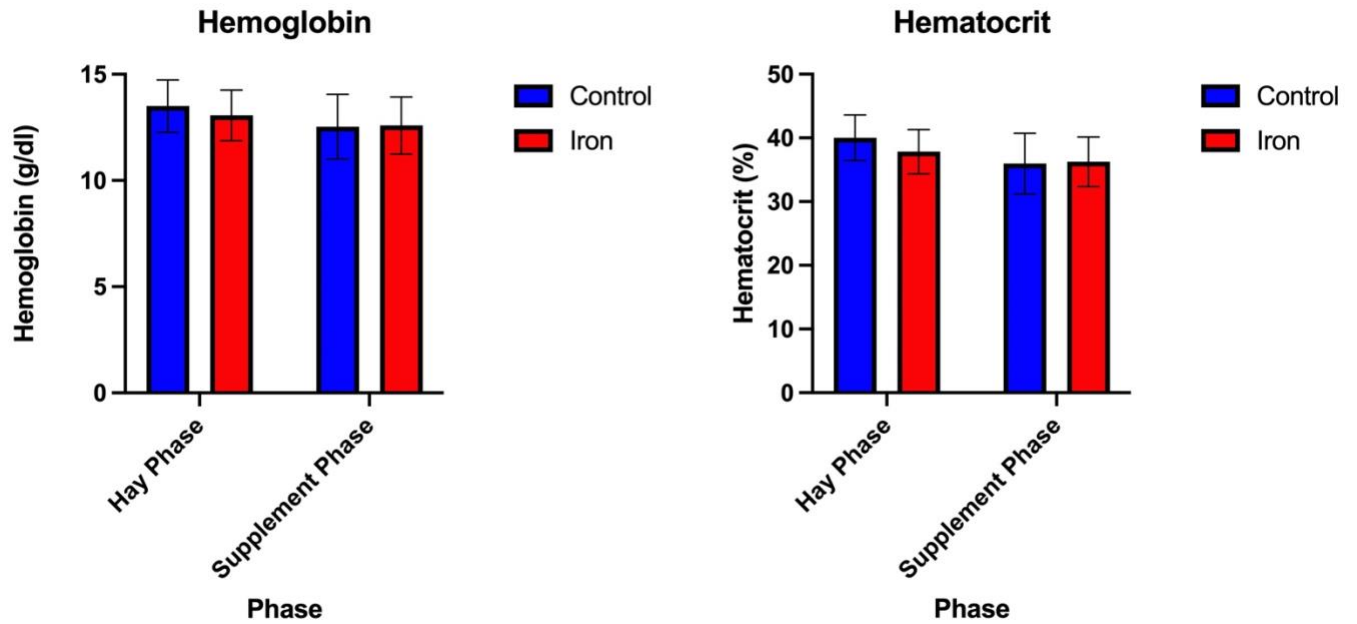 Hemoglobin
Hemoglobin (g/dl)
15
10
5
0
Hay Phase
Supplement Phase
Phase
Control
Iron
Hematocrit
Hematocrit (%)
50
40
30
20
10
0
Hay Phase
Supplement Phase
Phase
Control
Iron